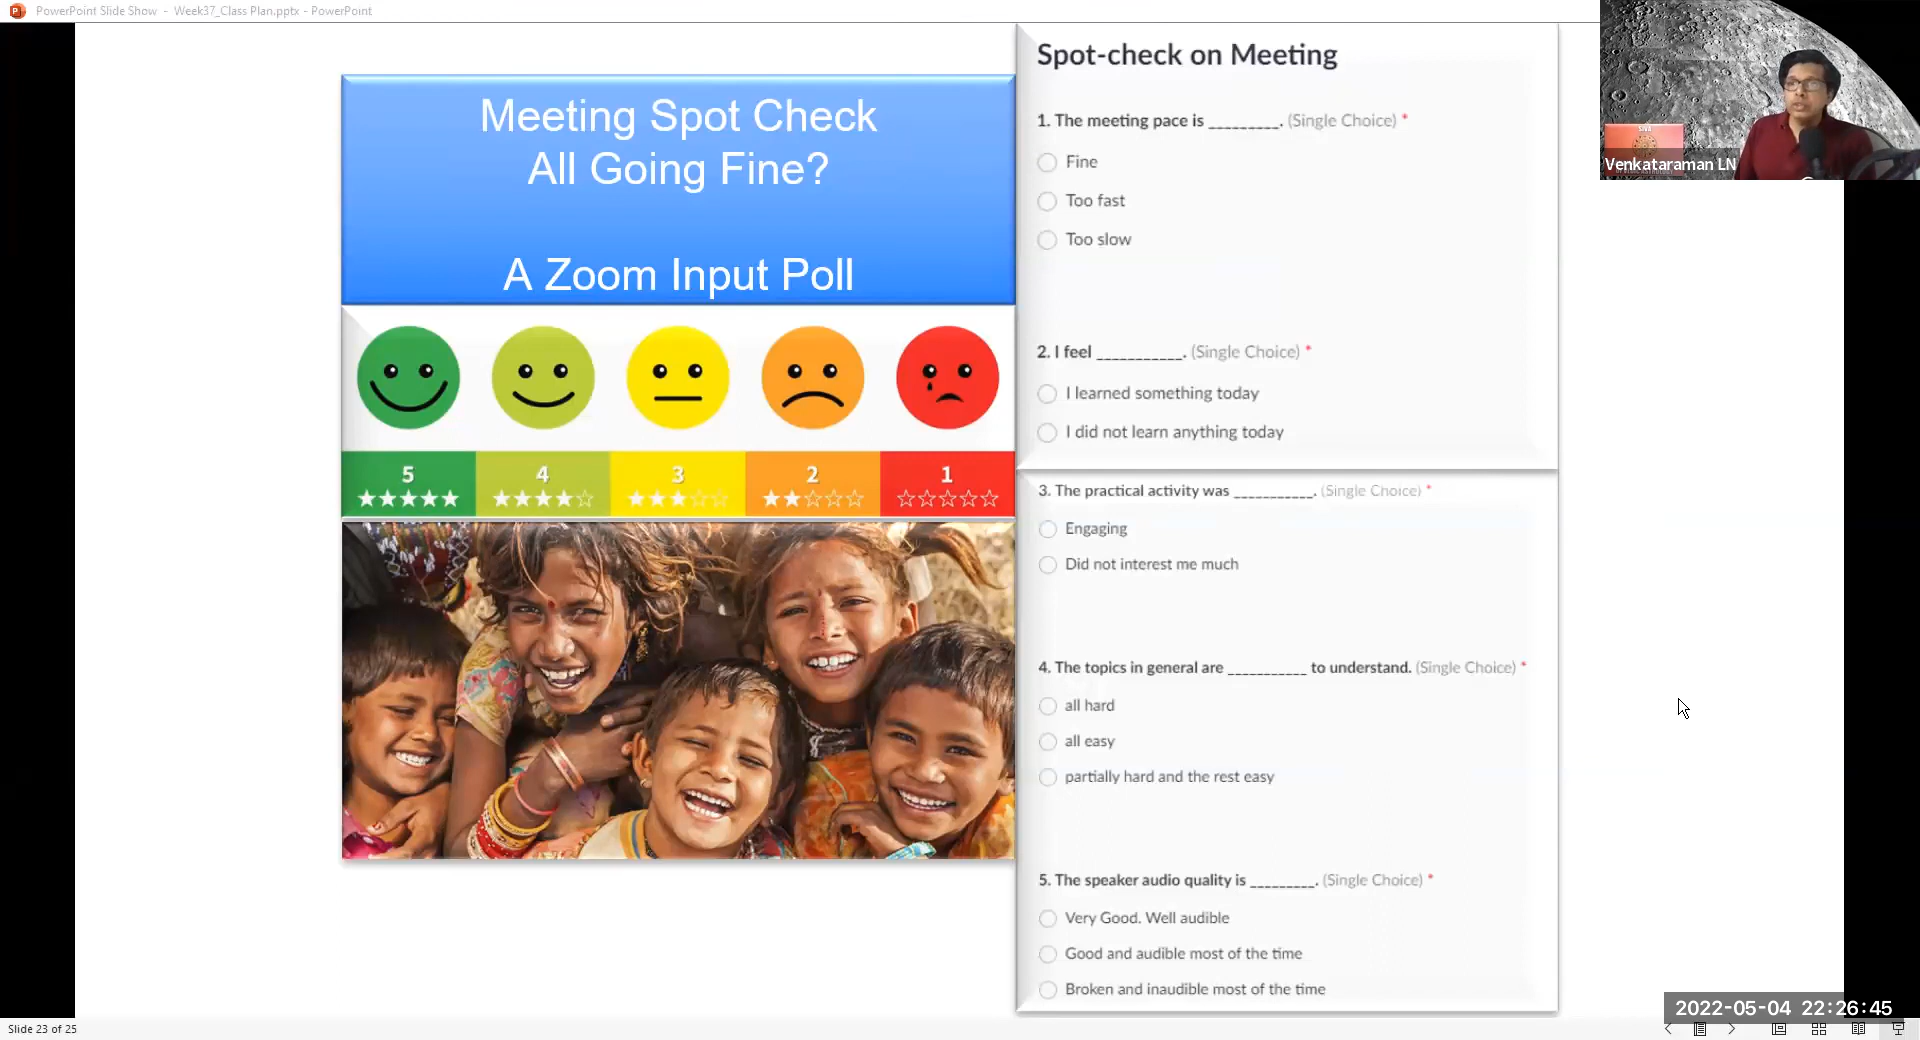 PowerPoint Slide Show - Week37_Class Plan.pptx - PowerPoint
Meeting Spot Check
All Going Fine?
A Zoom Input Poll
5
4
3
2
1
Spot-check on Meeting
1. The meeting pace is _________. (Single Choice) *
Fine
Too fast
Too slow
2. I feel ___________. (Single Choice) *
I learned something today
I did not learn anything today
3. The practical activity was ___________. (Single Choice) *
Engaging
Did not interest me much
4. The topics in general are ___________ to understand. (Single Choice) *
all hard
all easy
partially hard and the rest easy
5. The speaker audio quality is _________. (Single Choice) *
Very Good. Well audible
Good and audible most of the time
Broken and inaudible most of the time
Venkataraman LN
2022-05-04 22:26:45
Slide 23 of 25